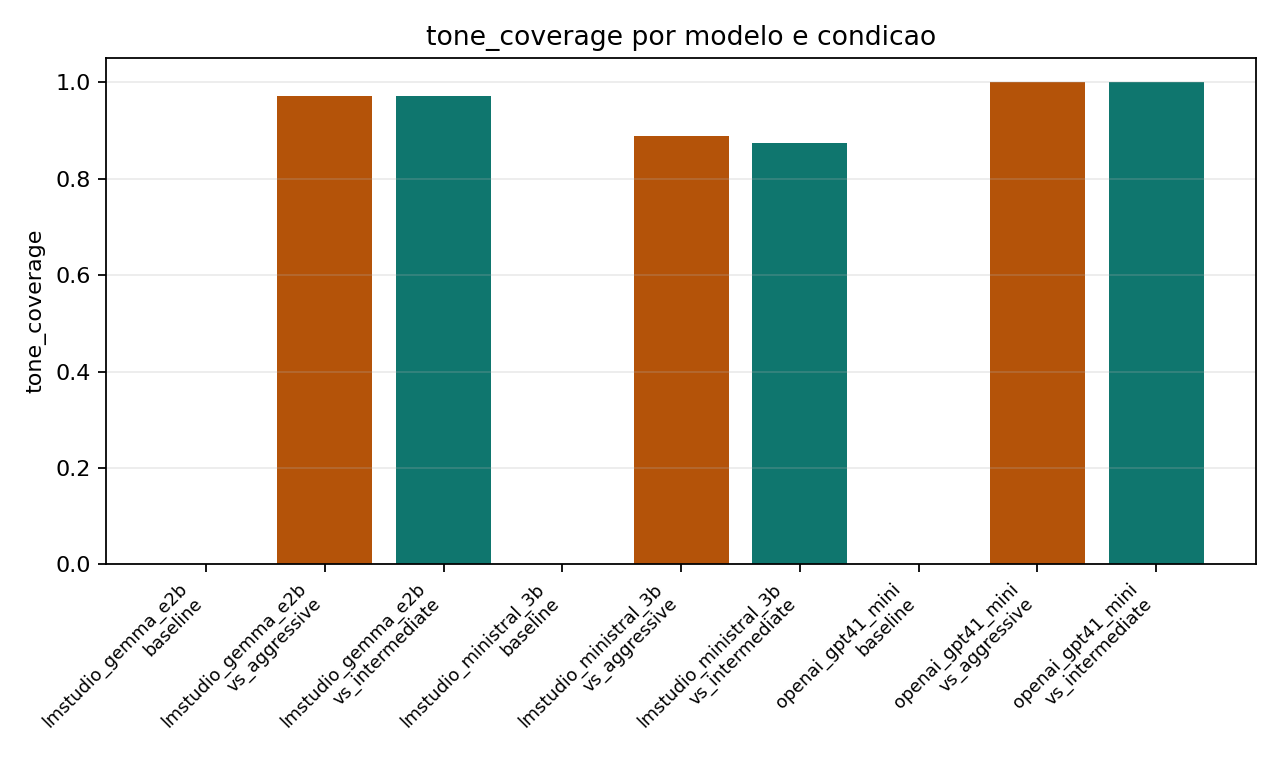 tone_coverage por modelo e condicao
tone_coverage
1.0
0.8
0.6
0.4
0.2
0.0
lmstudio_gemma_e2b
baseline
lmstudio_gemma_e2b
vs_aggressive
lmstudio_gemma_e2b
vs_intermediate
lmstudio_ministral_3b
baseline
lmstudio_ministral_3b
vs_aggressive
lmstudio_ministral_3b
vs_intermediate
openai_gpt41_mini
baseline
openai_gpt41_mini
vs_aggressive
openai_gpt41_mini
vs_intermediate